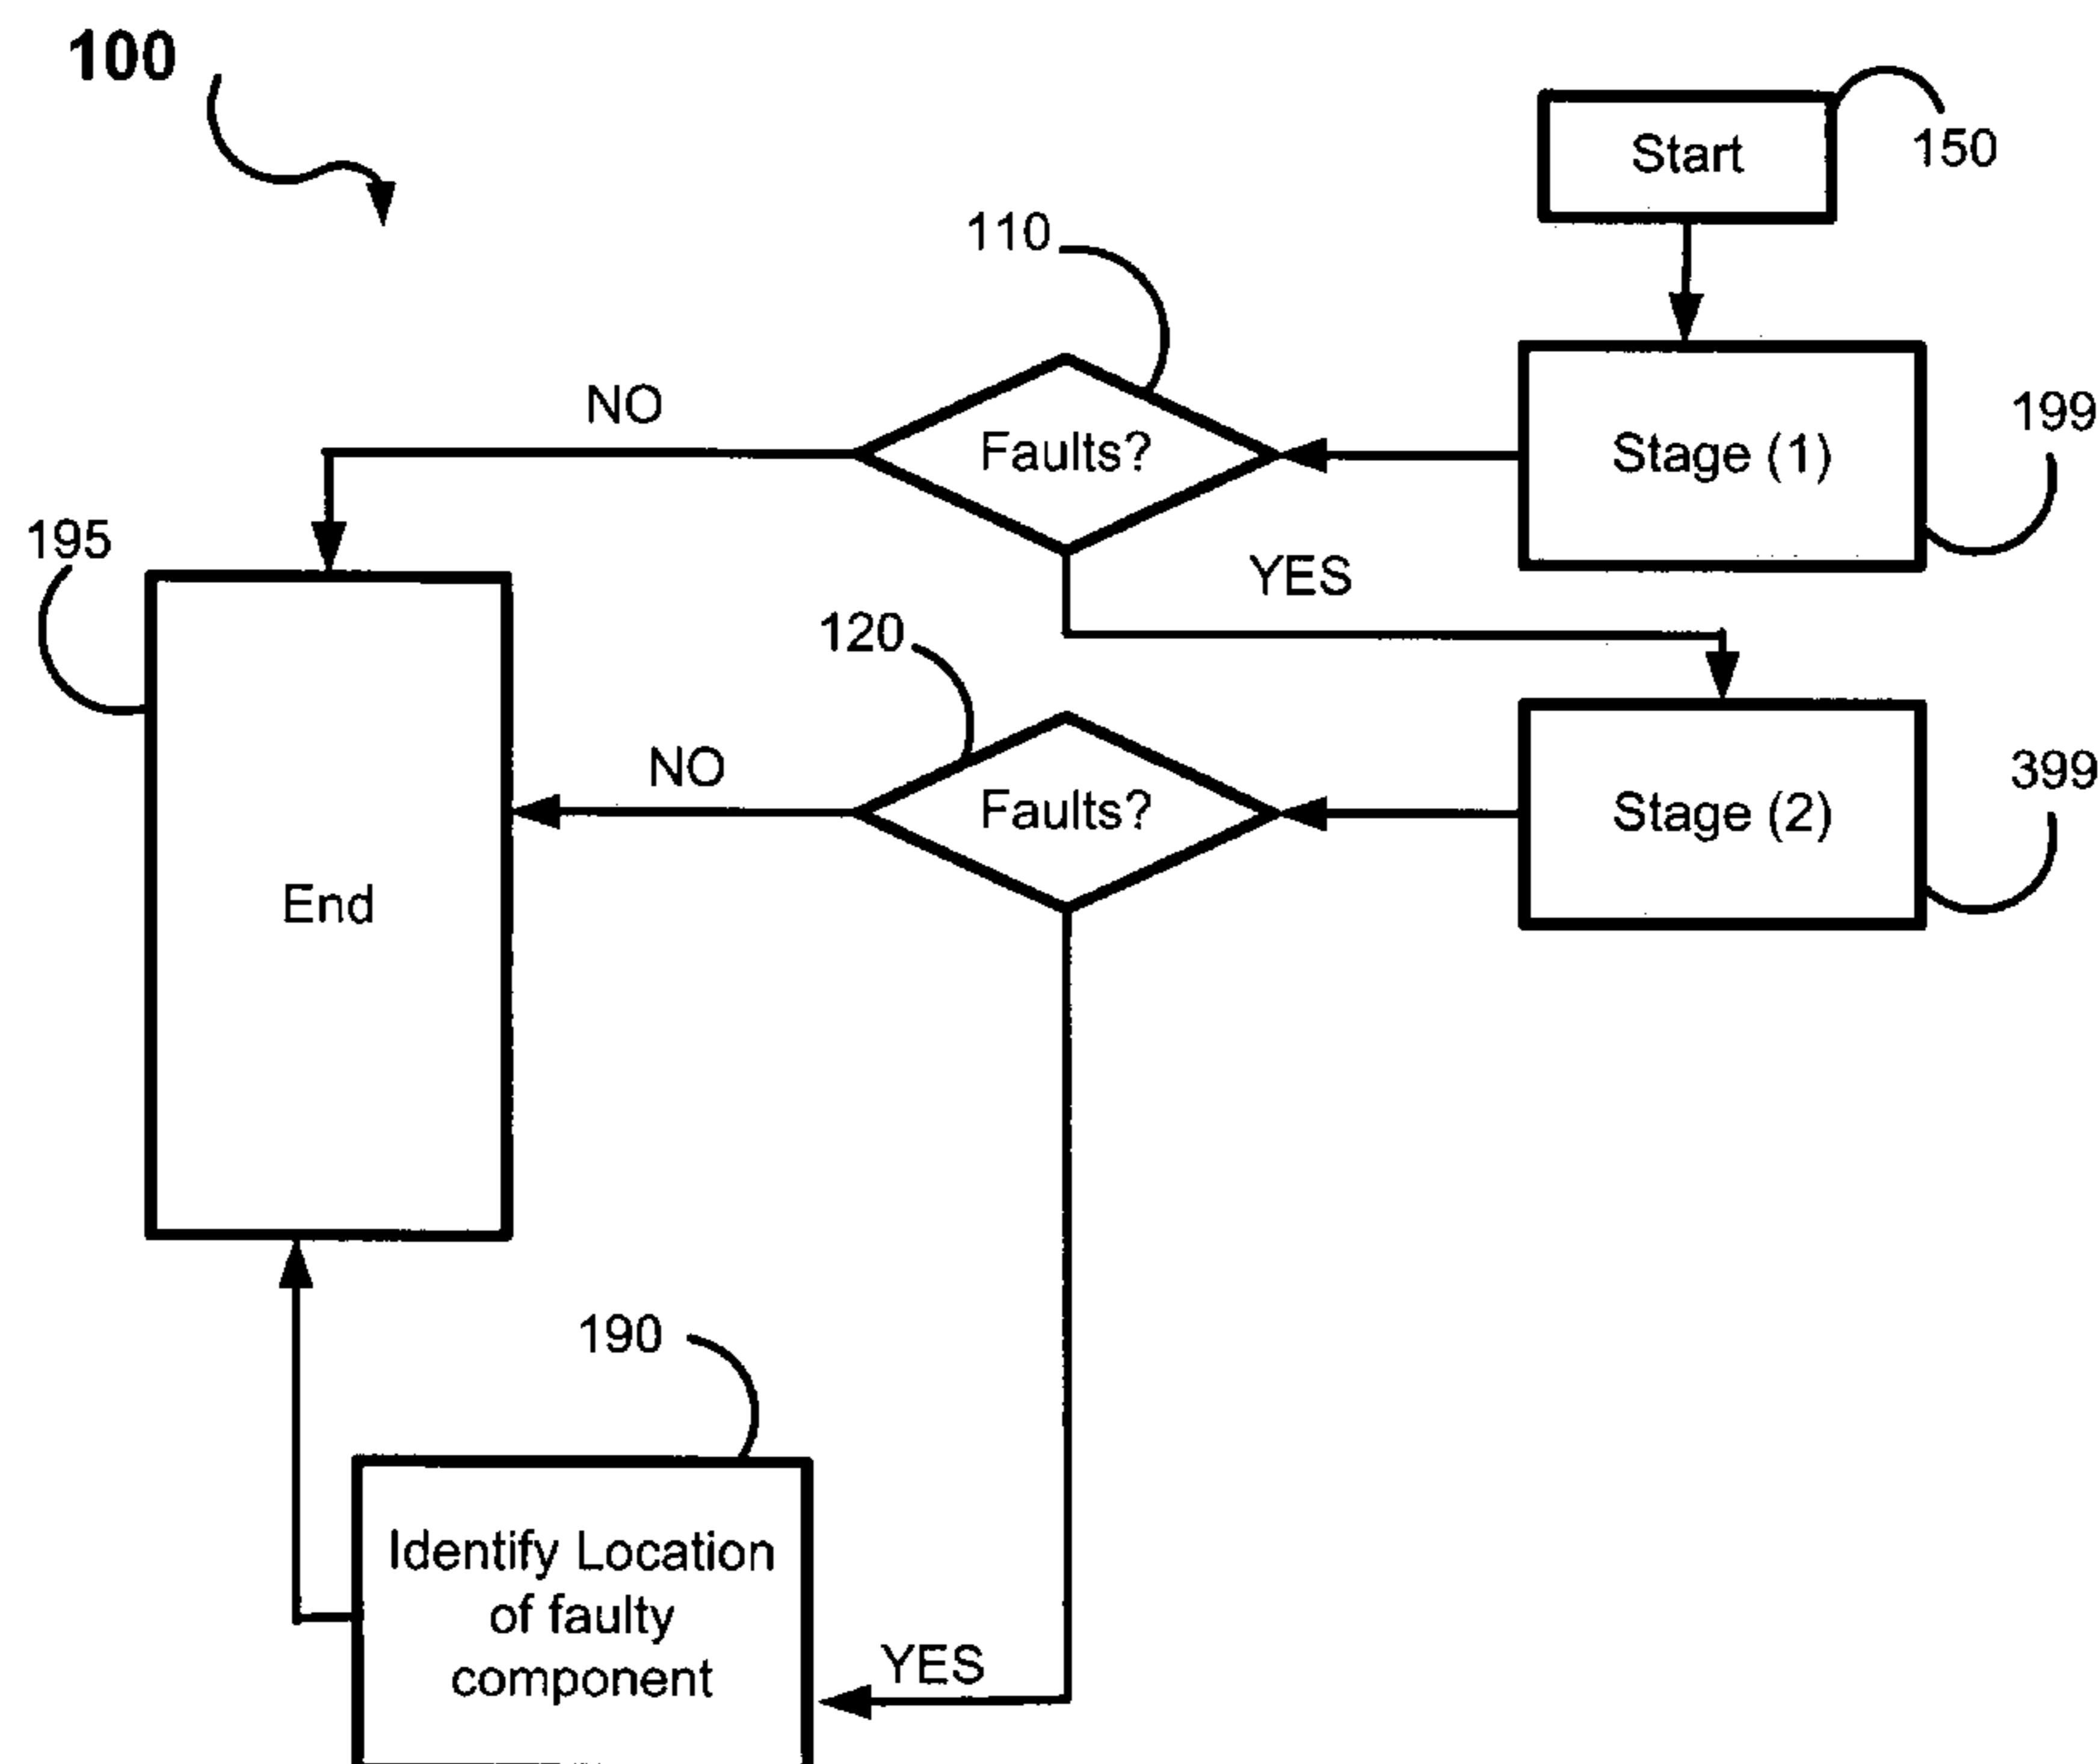 100
Start
150
110
NO
Faults?
Stage (1)
199
195
YES
120
NO
Faults?
Stage (2)
399
End
190
Identify Location
of faulty
component
YES